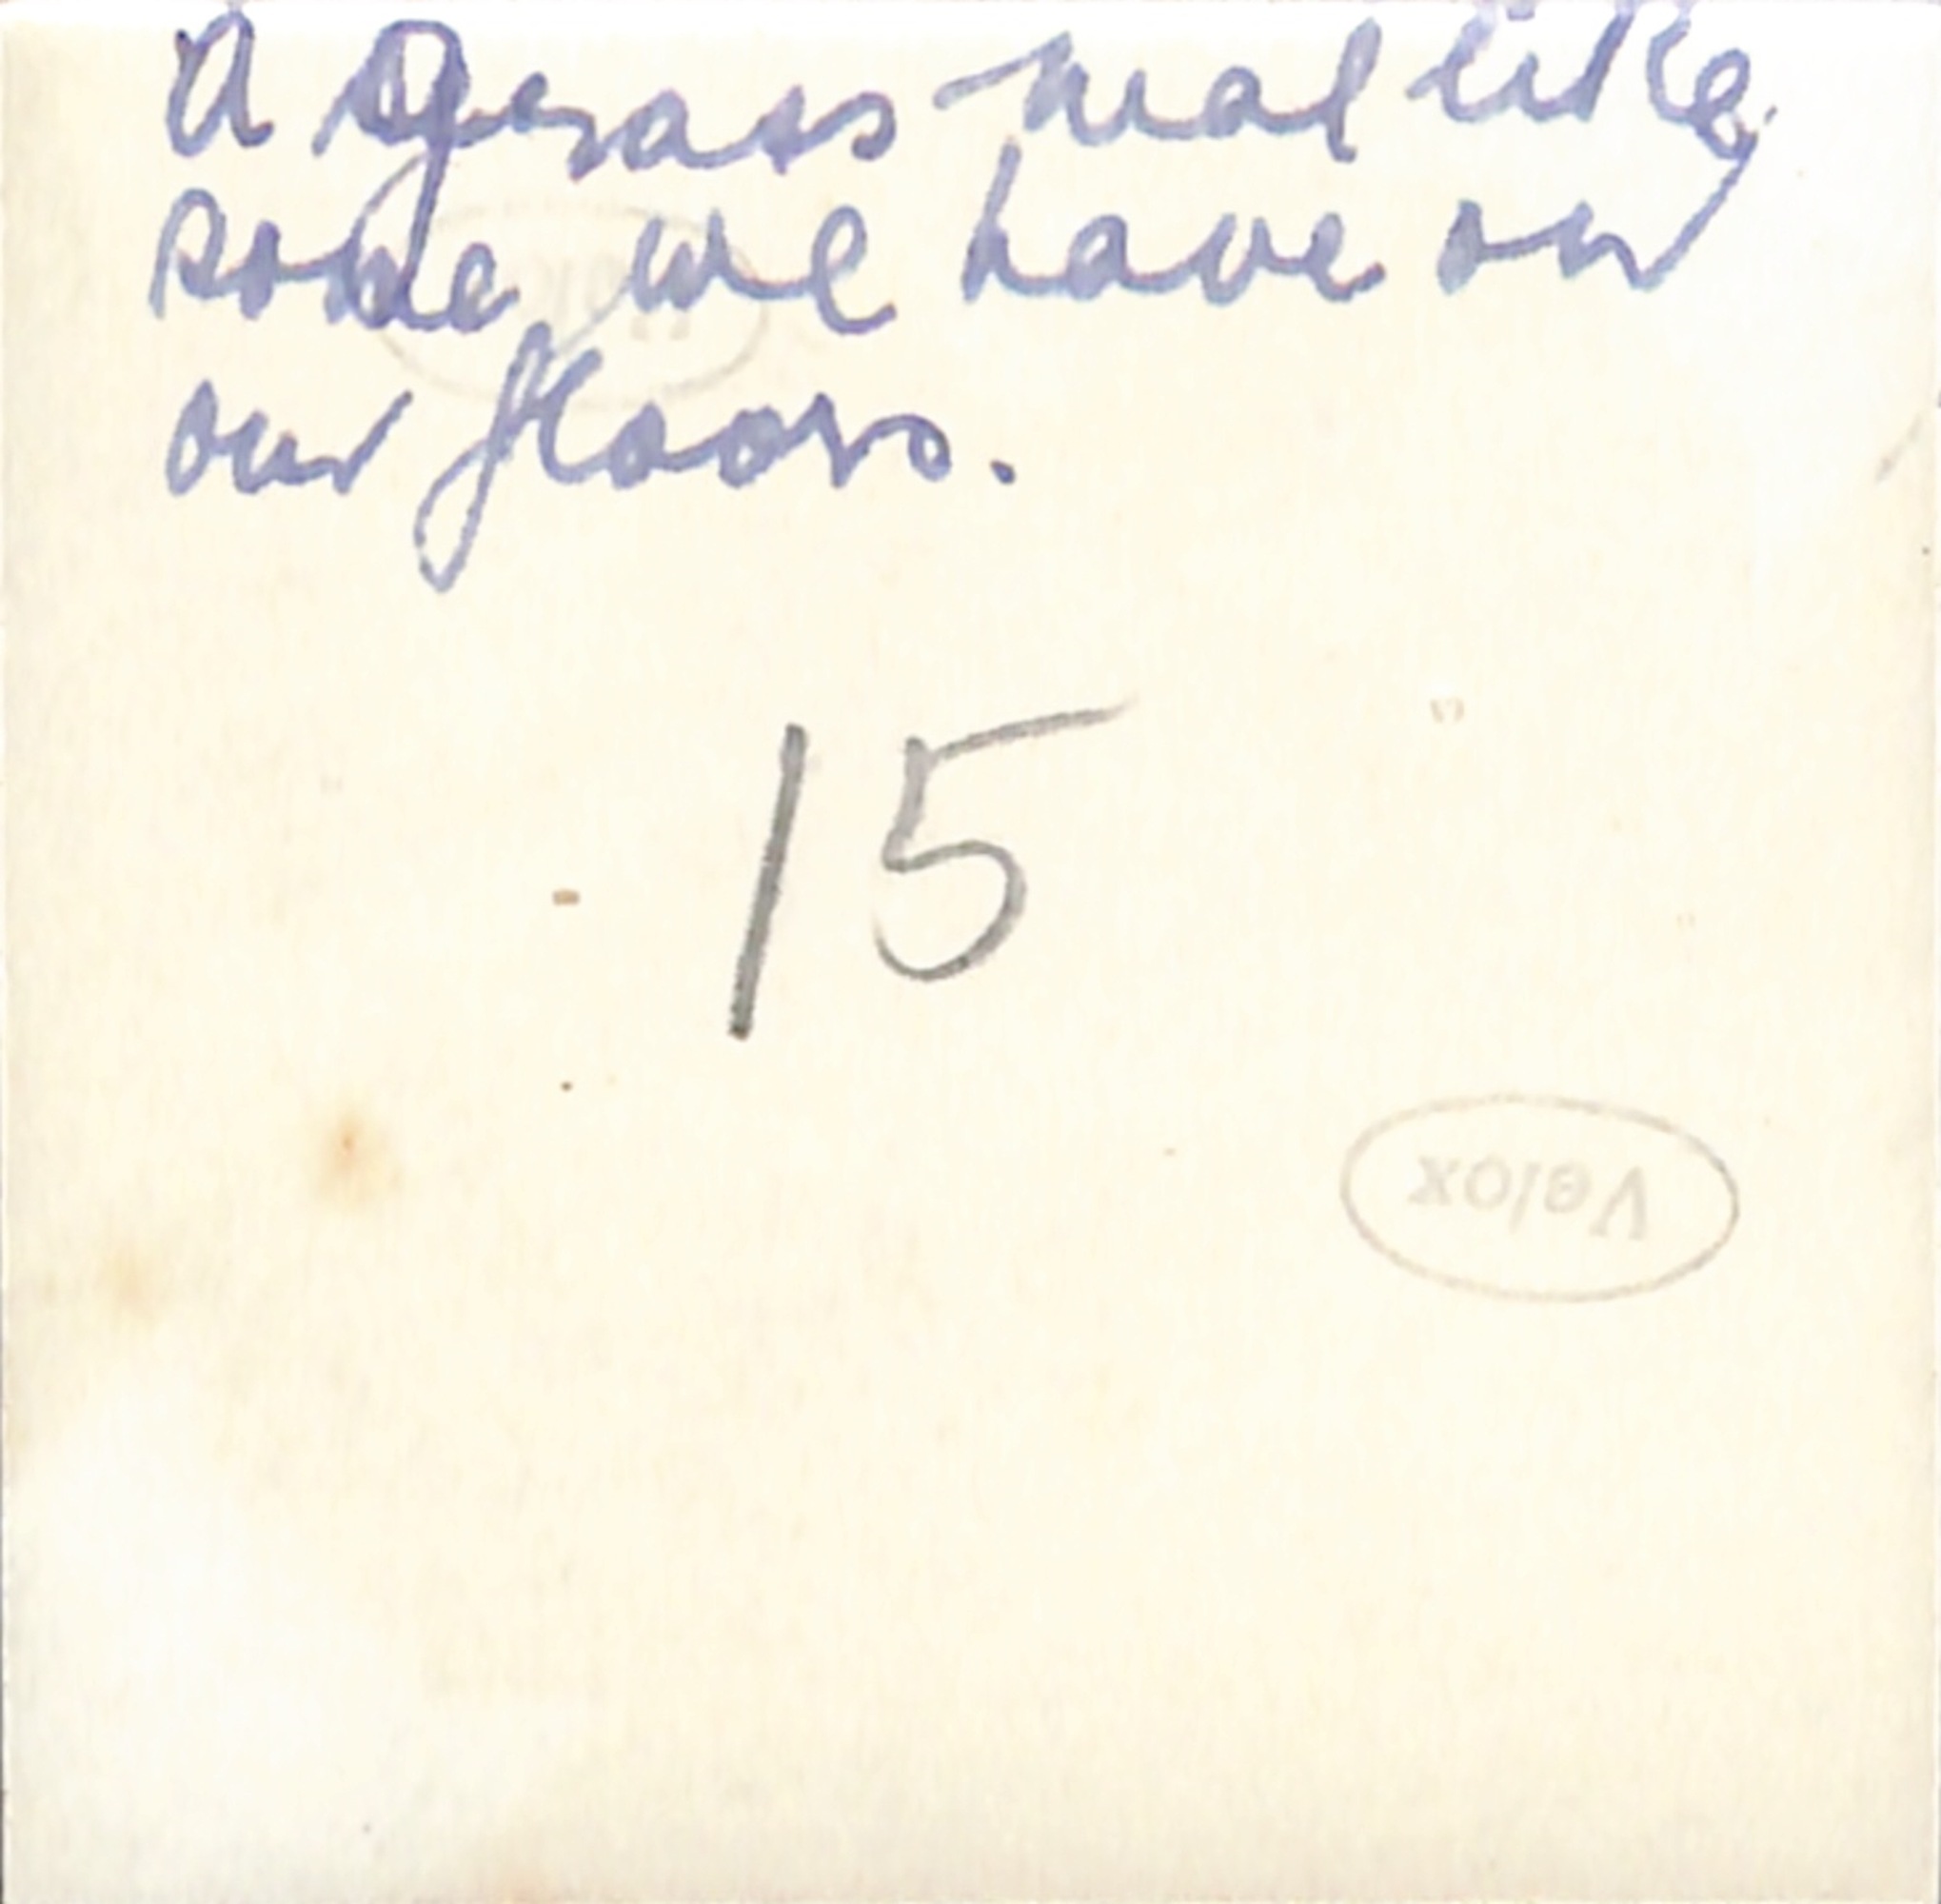 A grass mat like
some we have on
our floors.
15
Velox